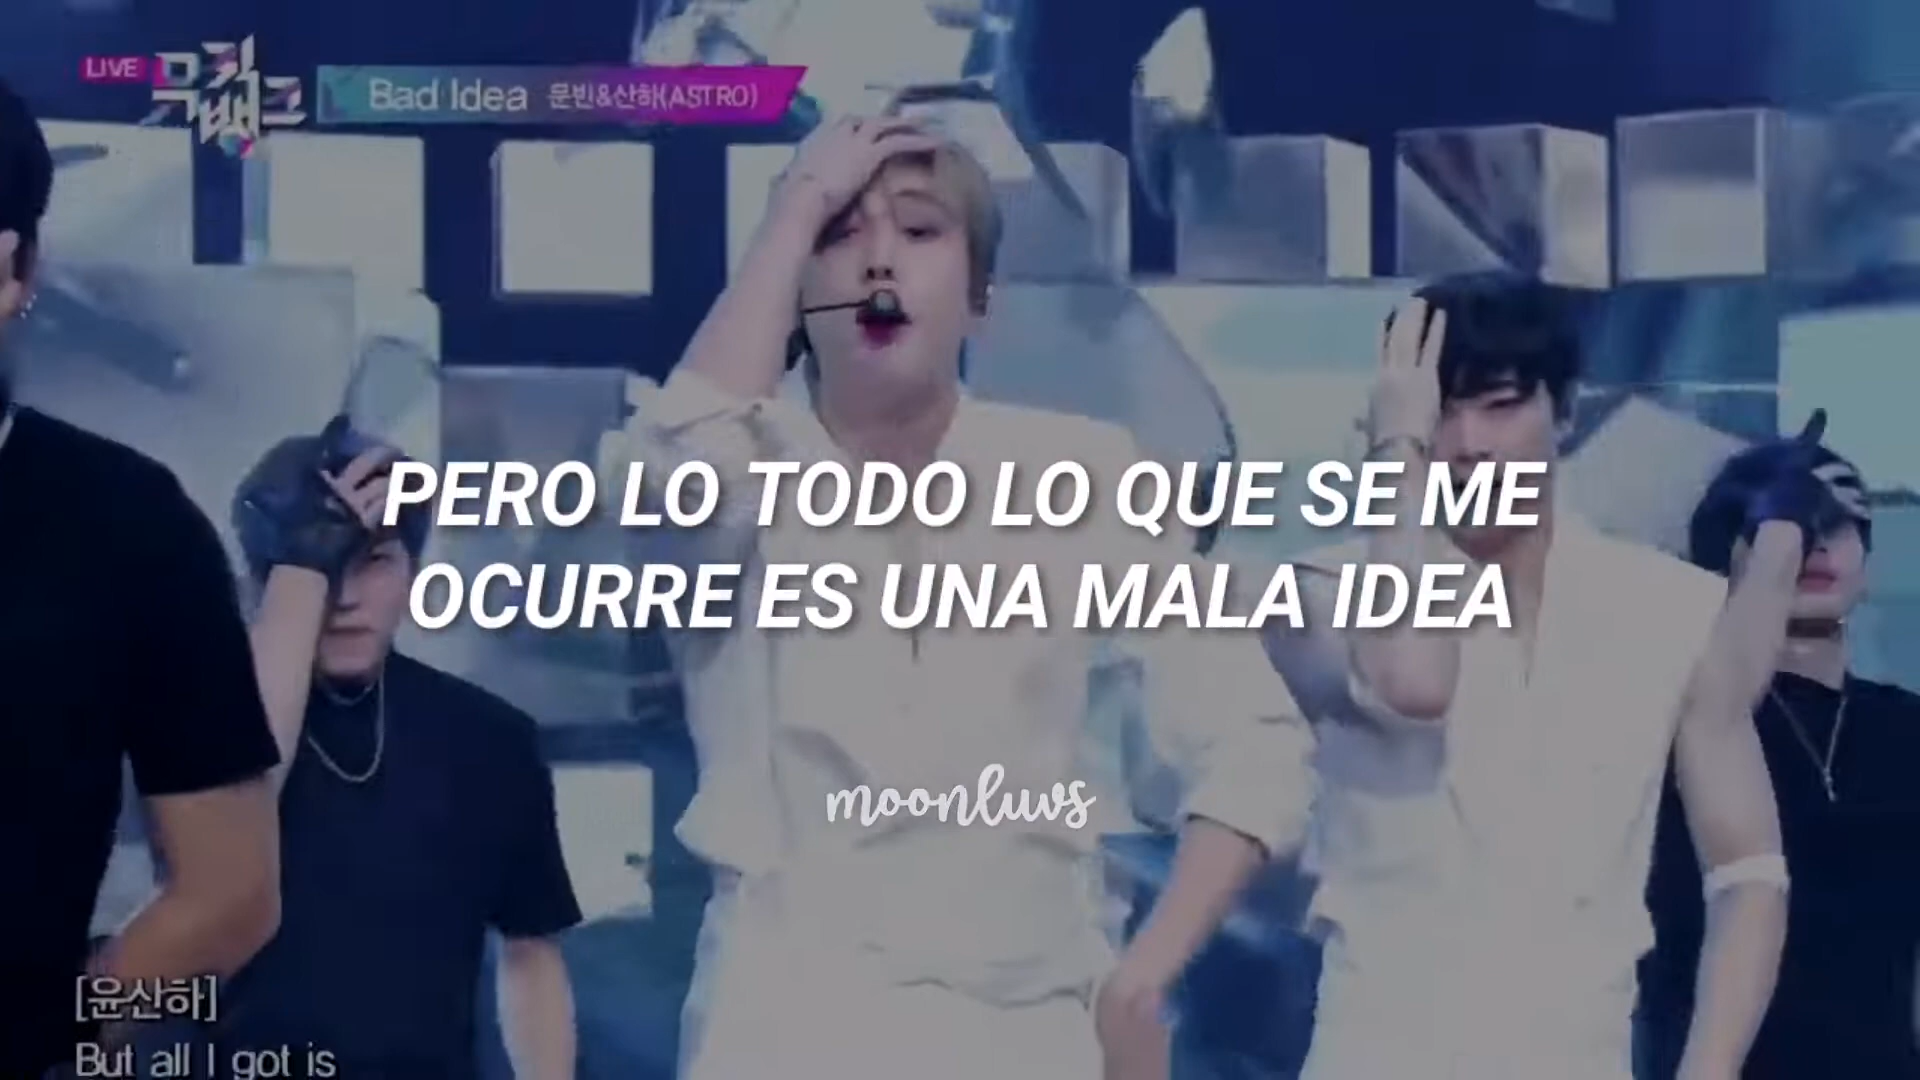 LIVE 뮤직뱅크 Bad Idea 문빈&산하(ASTRO)
PERO LO TODO LO QUE SE ME
OCURRE ES UNA MALA IDEA
moonluvs
[윤산하]
But all I got is